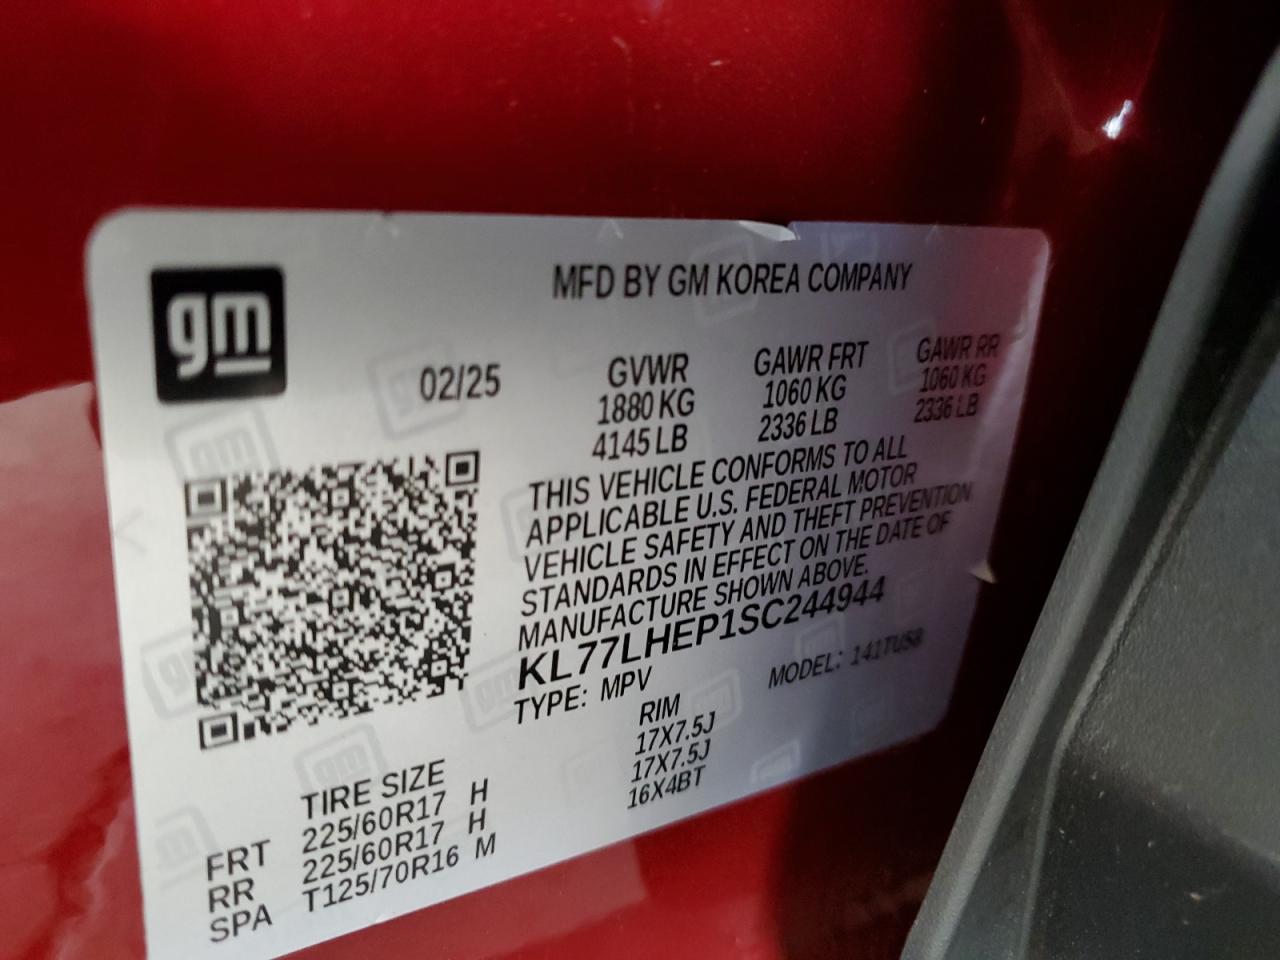 gm
MFD BY GM KOREA COMPANY
02/25
GVWR GAWR FRT GAWR RR
1880 KG 1060 KG 1060 KG
4145 LB 2336 LB 2336 LB
THIS VEHICLE CONFORMS TO ALL
APPLICABLE U.S. FEDERAL MOTOR
VEHICLE SAFETY AND THEFT PREVENTION
STANDARDS IN EFFECT ON THE DATE OF
MANUFACTURE SHOWN ABOVE.
KL77LHEP1SC244944
TYPE: MPV MODEL: 141TU58
TIRE SIZE RIM
FRT 225/60R17 H 17X7.5J
RR 225/60R17 H 17X7.5J
SPA T125/70R16 M 16X4BT